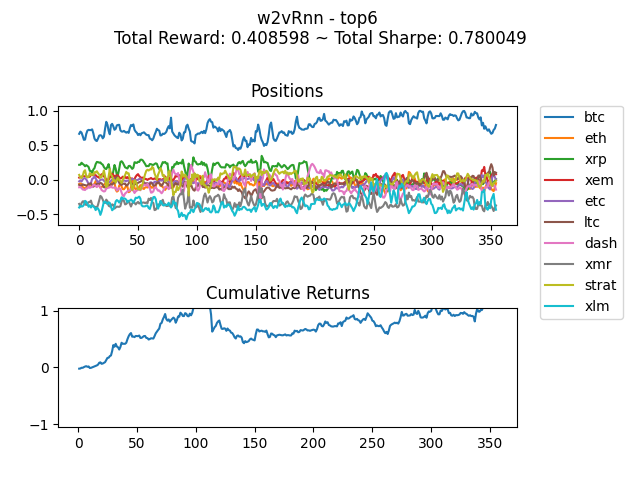 w2vRnn - top6
Total Reward: 0.408598 ~ Total Sharpe: 0.780049
Positions
1.0
0.5
0.0
−0.5
0 50 100 150 200 250 300 350
btc
eth
xrp
xem
etc
ltc
dash
xmr
strat
xlm
Cumulative Returns
1
0
−1
0 50 100 150 200 250 300 350